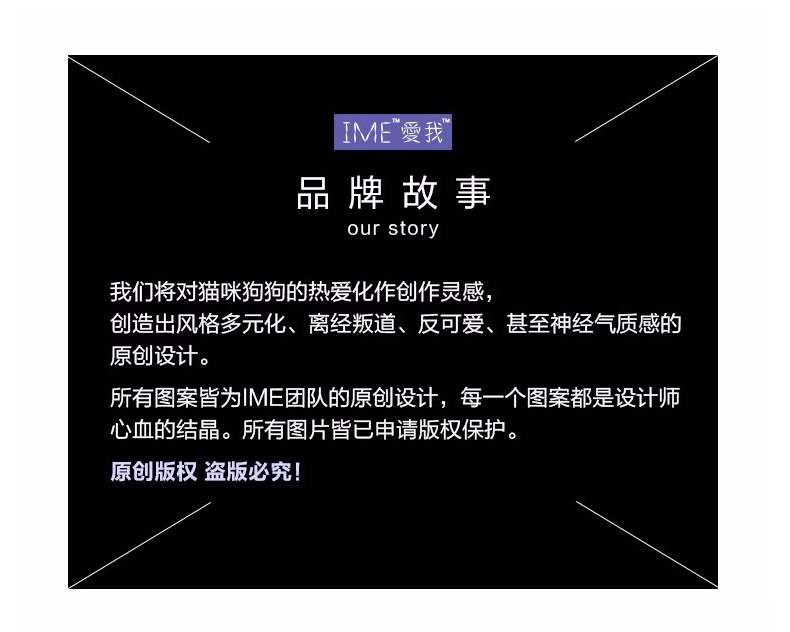 IME™愛我™
品牌故事
our story
我们将对猫咪狗狗的热爱化作创作灵感，
创造出风格多元化、离经叛道、反可爱、甚至神经气质感的
原创设计。
所有图案皆为IME团队的原创设计，每一个图案都是设计师
心血的结晶。所有图片皆已申请版权保护。
原创版权 盗版必究！